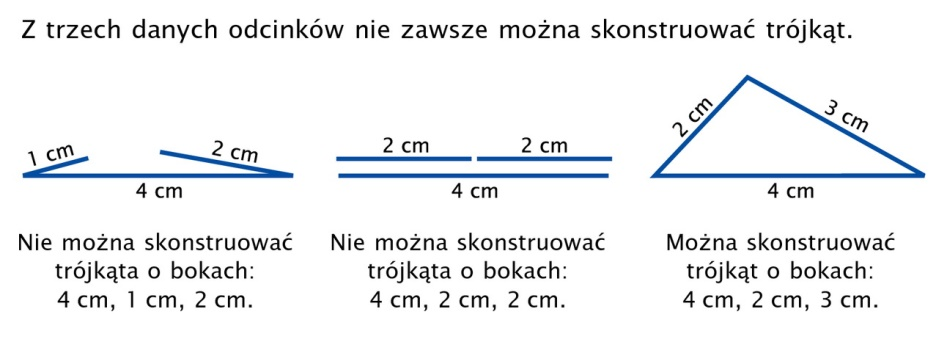 Z trzech danych odcinków nie zawsze można skonstruować trójkąt.
1 cm
2 cm
4 cm
Nie można skonstruować
trójkąta o bokach:
4 cm, 1 cm, 2 cm.
2 cm
2 cm
4 cm
Nie można skonstruować
trójkąta o bokach:
4 cm, 2 cm, 2 cm.
2 cm
3 cm
4 cm
Można skonstruować
trójkąt o bokach:
4 cm, 2 cm, 3 cm.